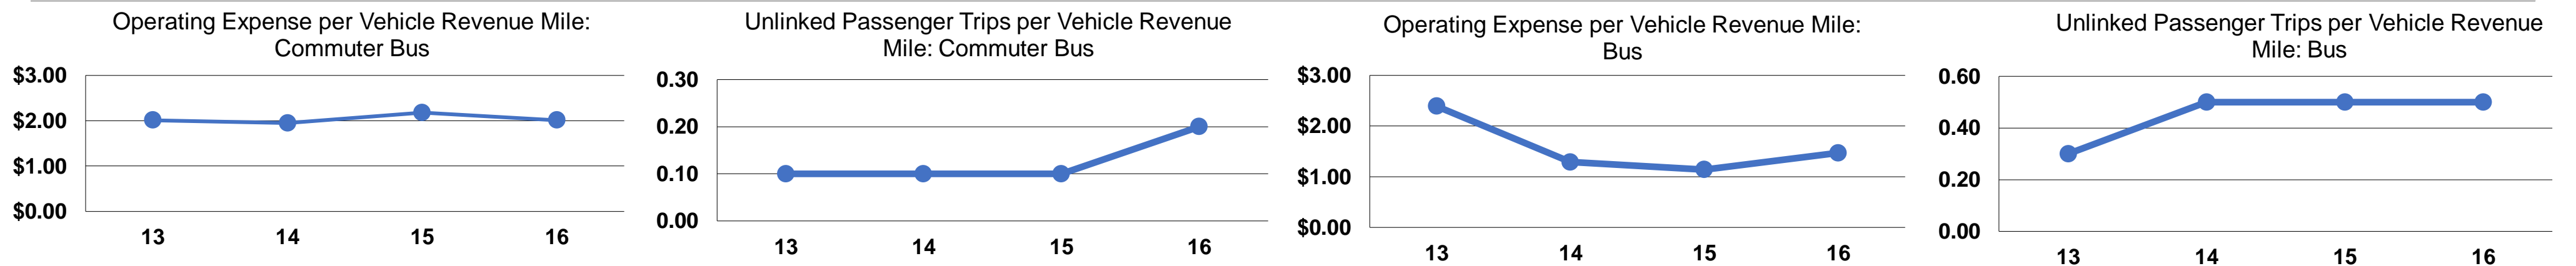 Operating Expense per Vehicle Revenue Mile:
Commuter Bus
$3.00
$2.00
$1.00
$0.00
13 14 15 16
Unlinked Passenger Trips per Vehicle Revenue
Mile: Commuter Bus
0.30
0.20
0.10
0.00
13 14 15 16
Operating Expense per Vehicle Revenue Mile:
Bus
$3.00
$2.00
$1.00
$0.00
13 14 15 16
Unlinked Passenger Trips per Vehicle Revenue
Mile: Bus
0.60
0.40
0.20
0.00
13 14 15 16